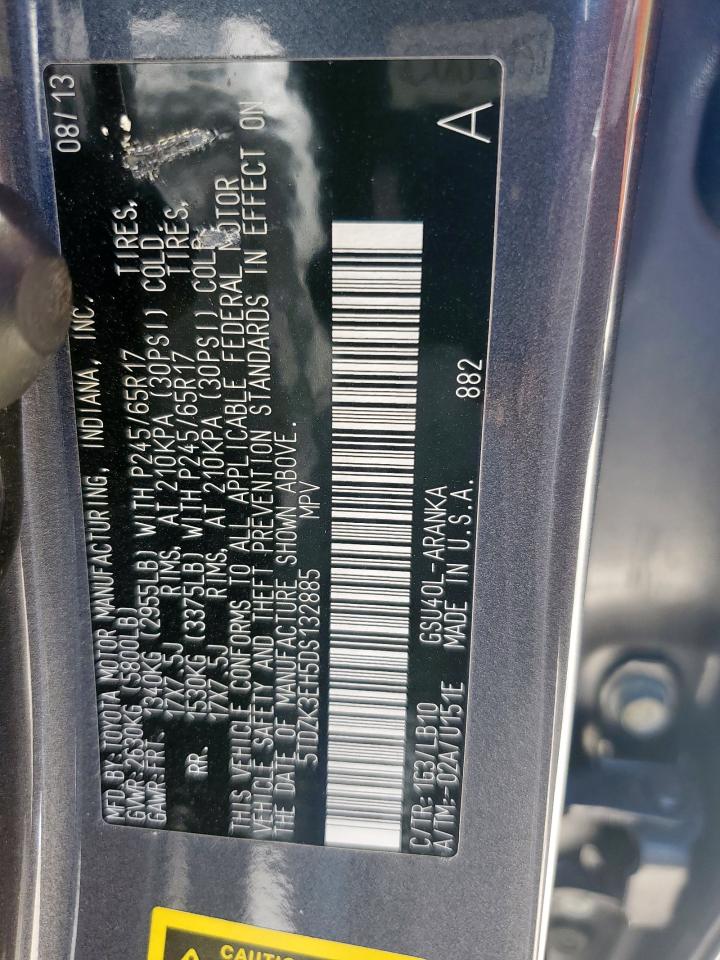 MFD BY: TOYOTA MOTOR MANUFACTURING, INDIANA, INC. 08/13
GVWR: 2630KG (5800LB)
GAWR: FRT. 1340KG (2955LB) WITH P245/65R17 TIRES,
17X7.5J RIMS, AT 210KPA (30PSI) COLD
RR. 1530KG (3375LB) WITH P245/65R17 TIRES,
17X7.5J RIMS, AT 210KPA (30PSI) COLD
THIS VEHICLE CONFORMS TO ALL APPLICABLE FEDERAL MOTOR
VEHICLE SAFETY AND THEFT PREVENTION STANDARDS IN EFFECT ON
THE DATE OF MANUFACTURE SHOWN ABOVE.
5TDZK3EH5DS132885 MPV
C/TR: 1G3/LB10 GSU40L-ARANKA A
A/TM:-02A/U151E MADE IN U.S.A. 882
CAUTION